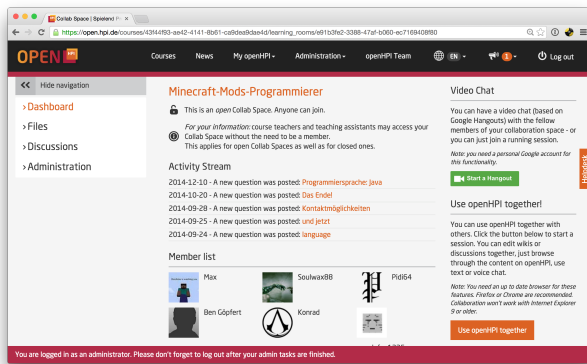 Collab Space | Spielend P
https://open.hpi.de/courses/43f44f93-ae42-4141-8b61-ca9dea9dae4d/learning_rooms/e91b3fe2-3388-47af-b060-ec7169408f80
OPEN HPI
Courses News My openHPI Administration openHPI Team EN 1 Log out
Hide navigation
Dashboard
Files
Discussions
Administration
Minecraft-Mods-Programmierer
This is an open Collab Space. Anyone can join.
For your information: course teachers and teaching assistants may access your
Collab Space without the need to be a member.
This applies for open Collab Spaces as well as for closed ones.
Activity Stream
2014-12-10 - A new question was posted: Programmiersprache: Java
2014-10-20 - A new question was posted: Das Ende!
2014-09-28 - A new question was posted: Kontaktmöglichkeiten
2014-09-25 - A new question was posted: und jetzt
2014-09-24 - A new question was posted: language
Member list
Max Soulwax88 Pidi64
Ben Göpfert Konrad
Video Chat
You can have a video chat (based on
Google Hangouts) with the fellow
members of your collaboration space - or
you can just join a running session.
Note: you need a personal Google account for
this functionality.
Start a Hangout
Use openHPI together!
You can use openHPI together with
others. Click the button below to start a
session. You can edit wikis or
discussions together, just browse
through the content on openHPI, use
text or voice chat.
Note: You need an up to date browser for these
features. Firefox or Chrome are recommended.
Collaboration won't work with Internet Explorer
9 or older.
Use openHPI together
Helpdesk
You are logged in as an administrator. Please don't forget to log out after your admin tasks are finished.